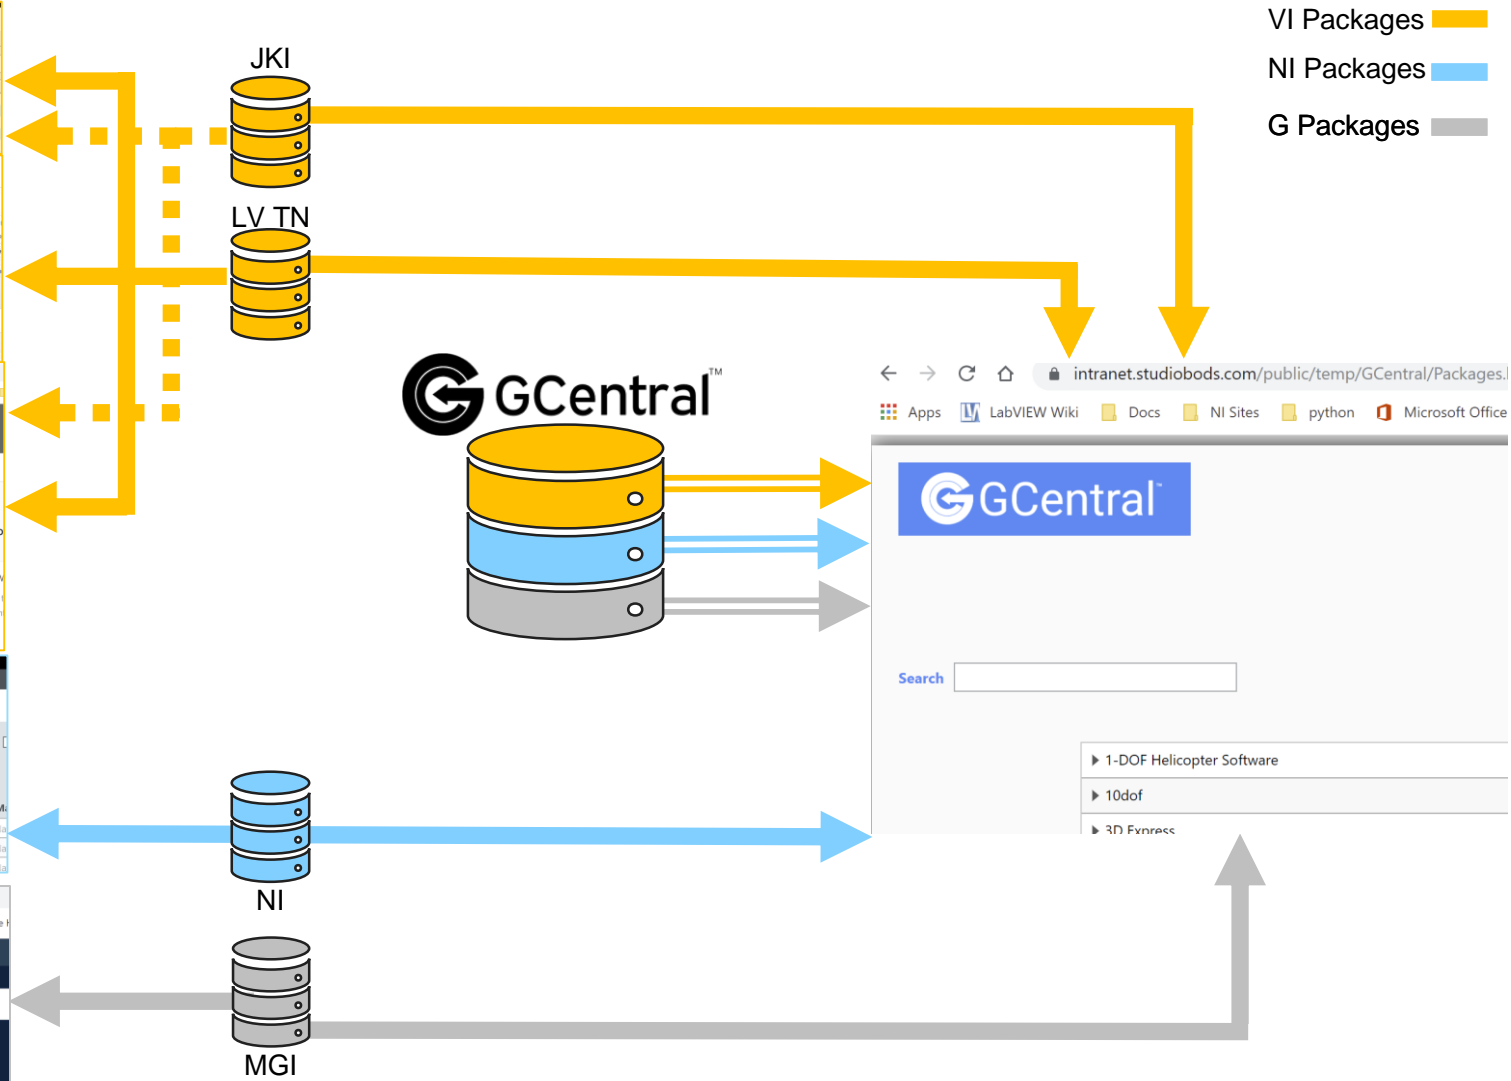 VI Packages
NI Packages
G Packages
JKI
LV TN
GCentral™
intranet.studiobods.com/public/temp/GCentral/Packages.
Apps LabVIEW Wiki Docs NI Sites python Microsoft Office
GCentral™
Search
1-DOF Helicopter Software
10dof
3D Express
NI
MGI